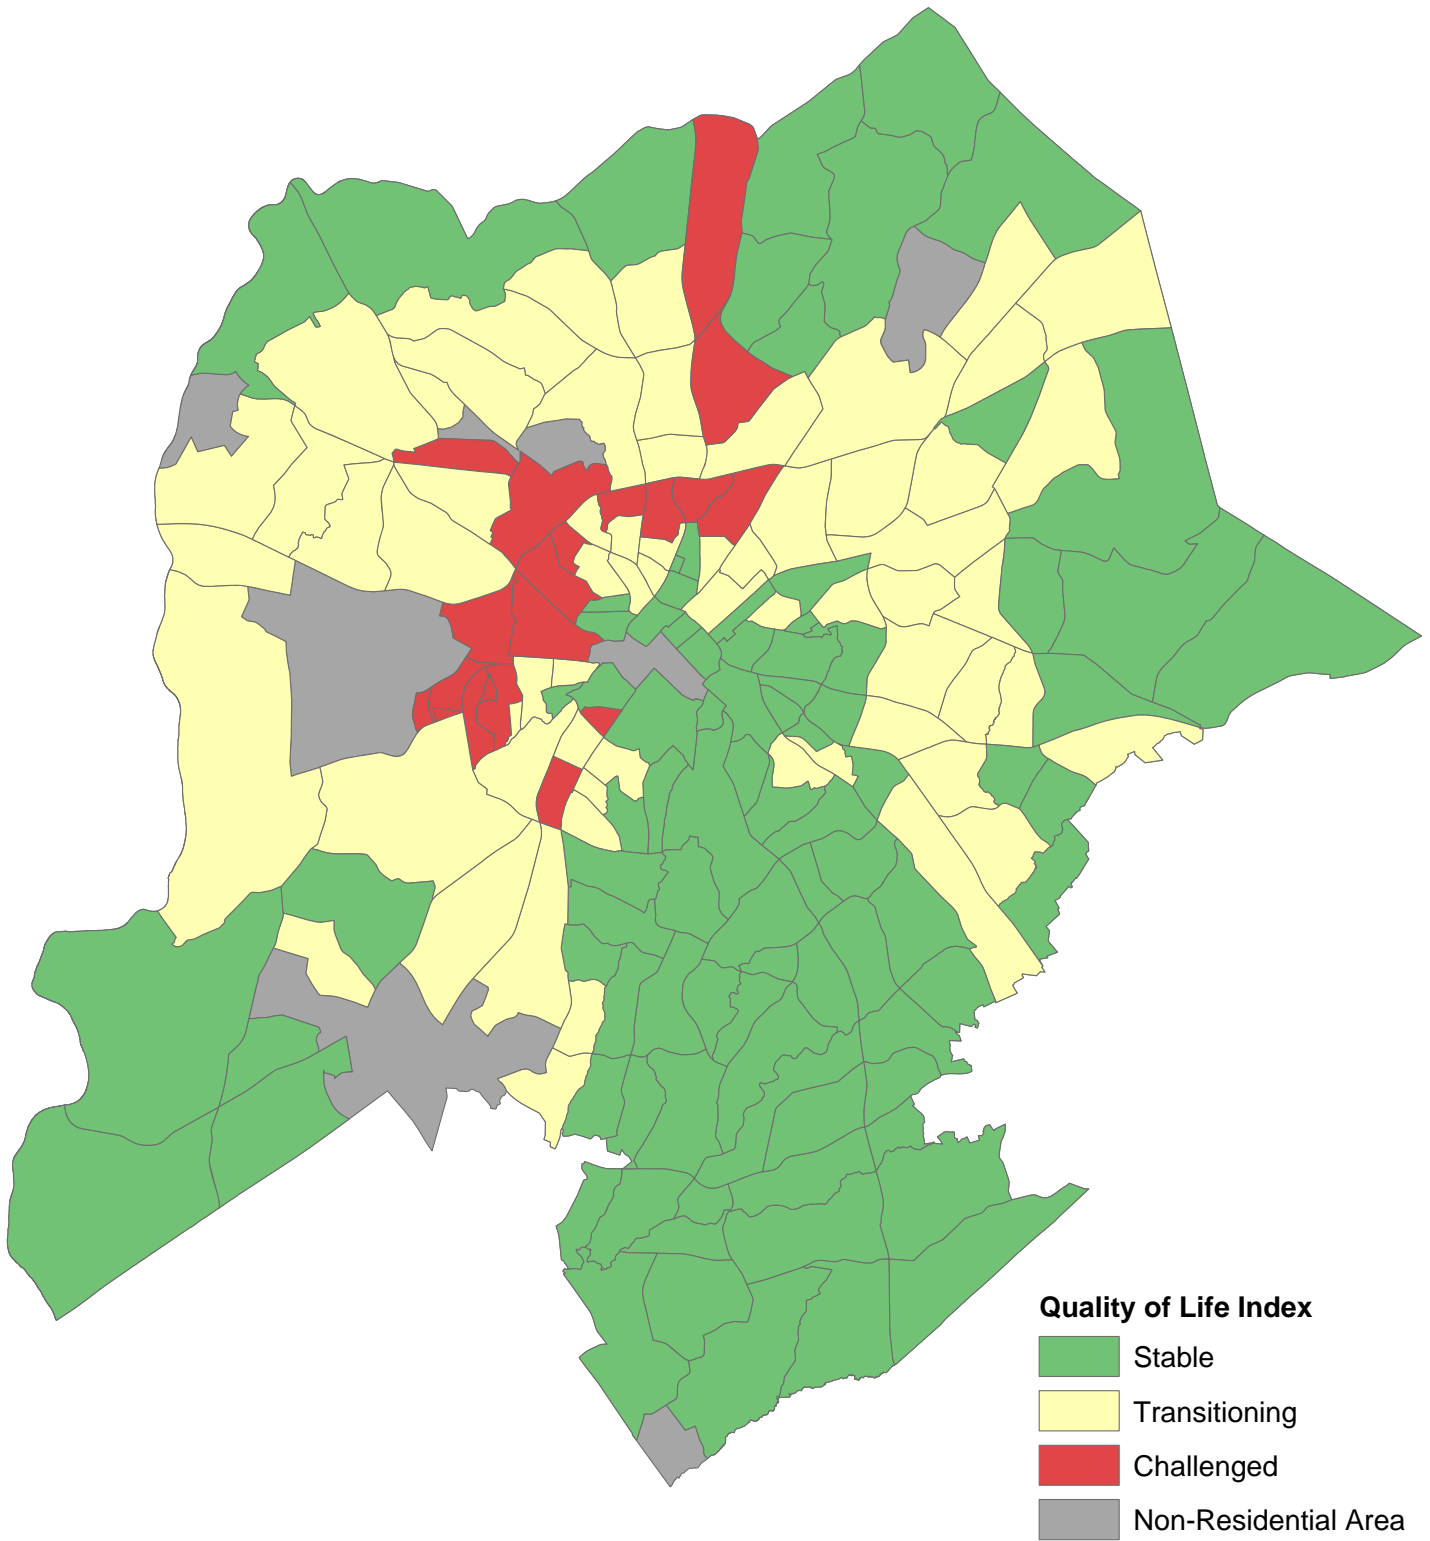 Quality of Life Index
Stable
Transitioning
Challenged
Non-Residential Area